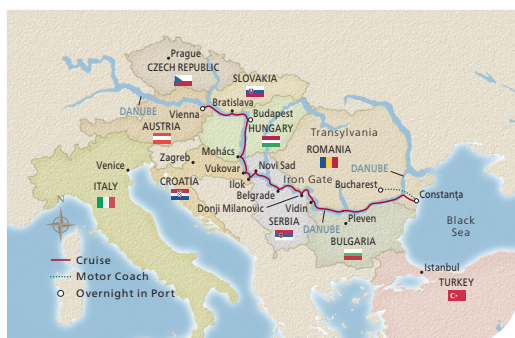 Prague
CZECH REPUBLIC
SLOVAKIA
DANUBE
Bratislava
Vienna
Budapest
HUNGARY
AUSTRIA
Transylvania
ROMANIA
Mohács
Zagreb
Novi Sad
Venice
Vukovar
DANUBE
CROATIA
Ilok
Iron Gate
Bucharest
Constanţa
ITALY
Belgrade
Donji Milanovic
Vidin
Pleven
Black
Sea
N
SERBIA
DANUBE
BULGARIA
Cruise
Motor Coach
Overnight in Port
Istanbul
TURKEY